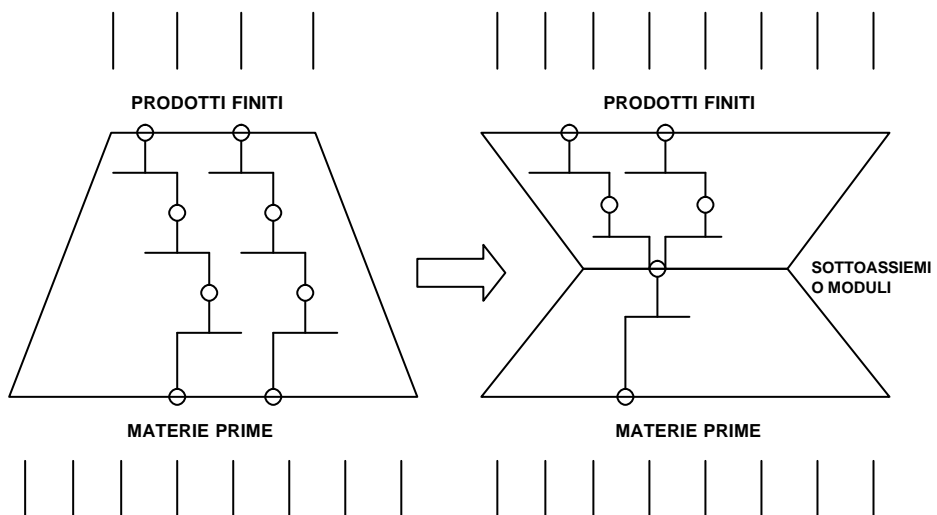 PRODOTTI FINITI
PRODOTTI FINITI
SOTTOASSIEMI
O MODULI
MATERIE PRIME
MATERIE PRIME